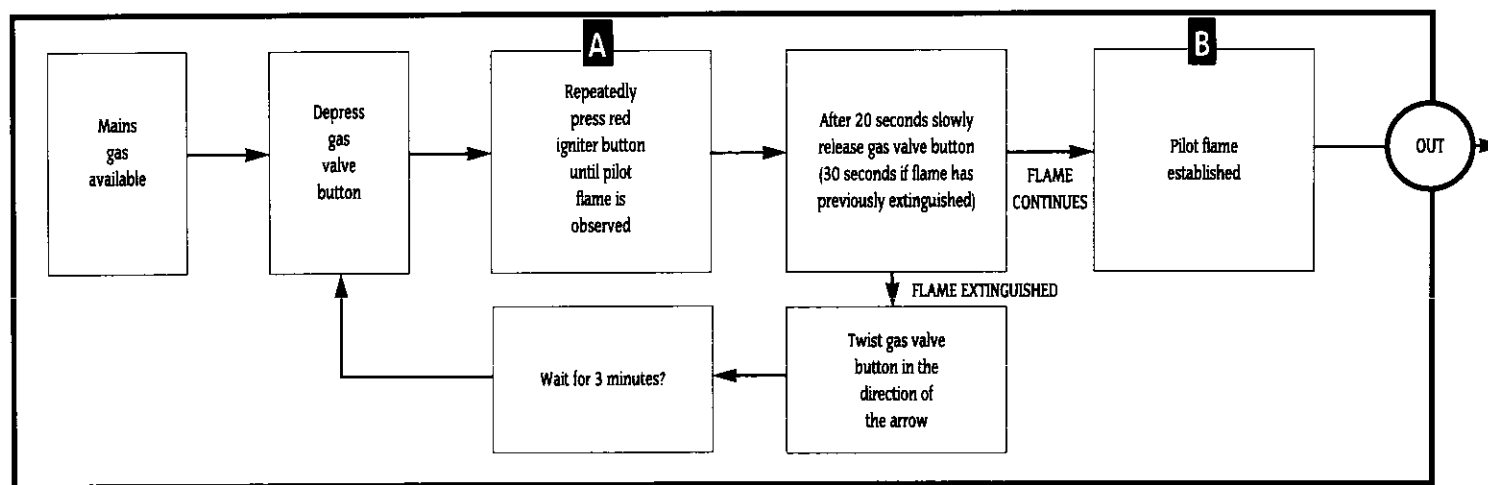 A
B
Mains
gas
available
Depress
gas
valve
button
Repeatedly
press red
igniter button
until pilot
flame is
observed
After 20 seconds slowly
release gas valve button
(30 seconds if flame has
previously extinguished)
FLAME
CONTINUES
Pilot flame
established
OUT
FLAME EXTINGUISHED
Wait for 3 minutes?
Twist gas valve
button in the
direction of
the arrow